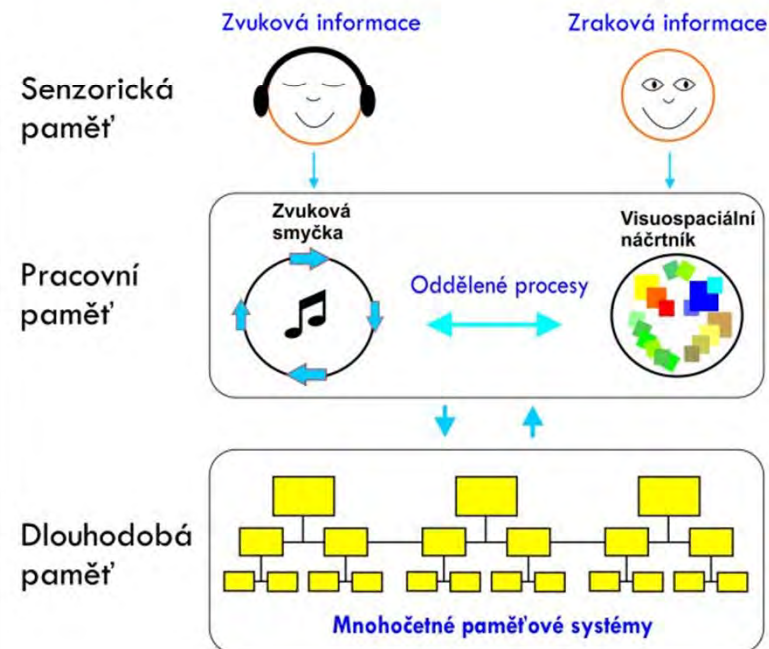 Zvuková informace
Zraková informace
Senzorická
paměť
Zvuková
smyčka
Visuospaciální
náčrtník
Pracovní
paměť
Oddělené procesy
Dlouhodobá
paměť
Mnohočetné paměťové systémy